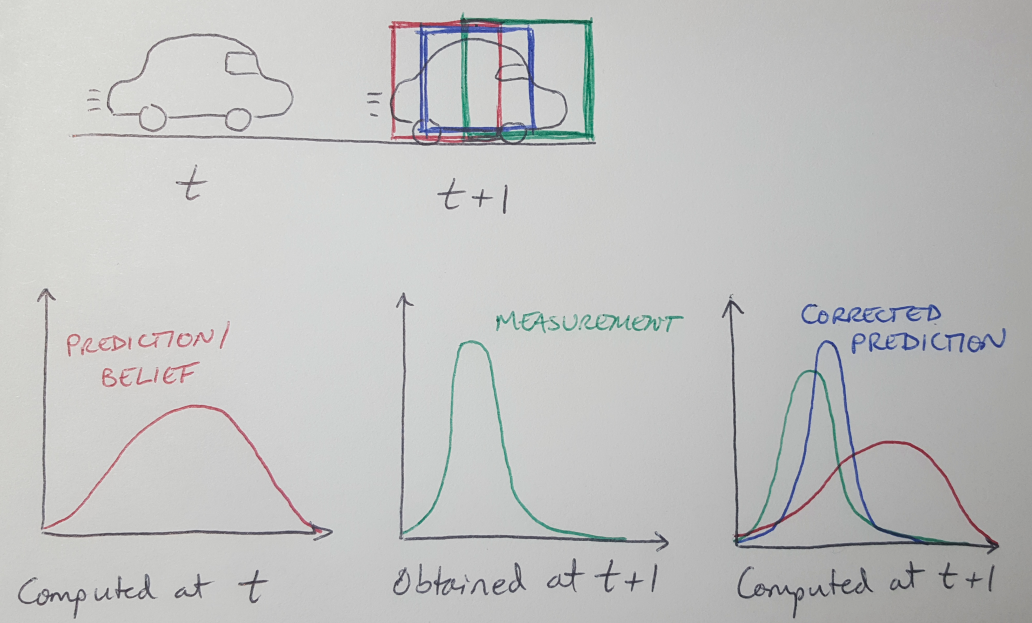 t
t+1
PREDICTION/
BELIEF
MEASUREMENT
CORRECTED
PREDICTION
Computed at t
Obtained at t+1
Computed at t+1